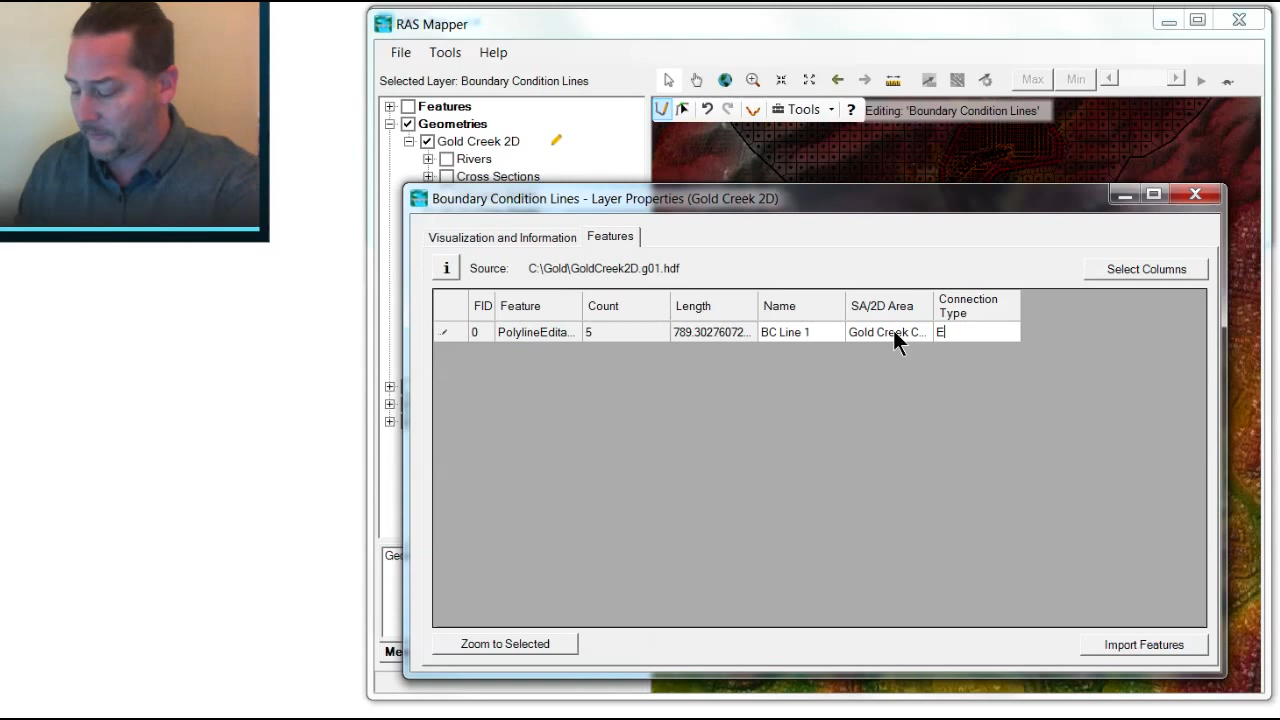 RAS Mapper
File Tools Help
Selected Layer: Boundary Condition Lines
Max Min
Features
Tools ? Editing: 'Boundary Condition Lines'
Geometries
Gold Creek 2D
Rivers
Cross Sections
Boundary Condition Lines - Layer Properties (Gold Creek 2D)
Visualization and Information Features
i Source: C:\Gold\GoldCreek2D.g01.hdf Select Columns
FID Feature Count Length Name SA/2D Area Connection Type
0 PolylineEdita... 5 789.30276072... BC Line 1 Gold Creek C... E
Ge
Zoom to Selected Import Features
Me